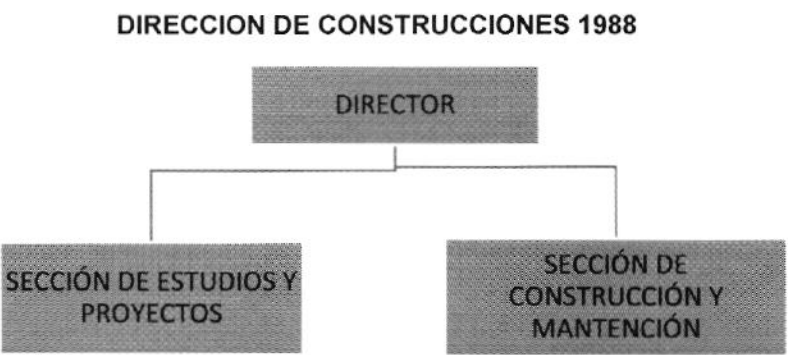 DIRECCION DE CONSTRUCCIONES 1988
DIRECTOR
SECCIÓN DE ESTUDIOS Y
PROYECTOS
SECCIÓN DE
CONSTRUCCIÓN Y
MANTENCIÓN